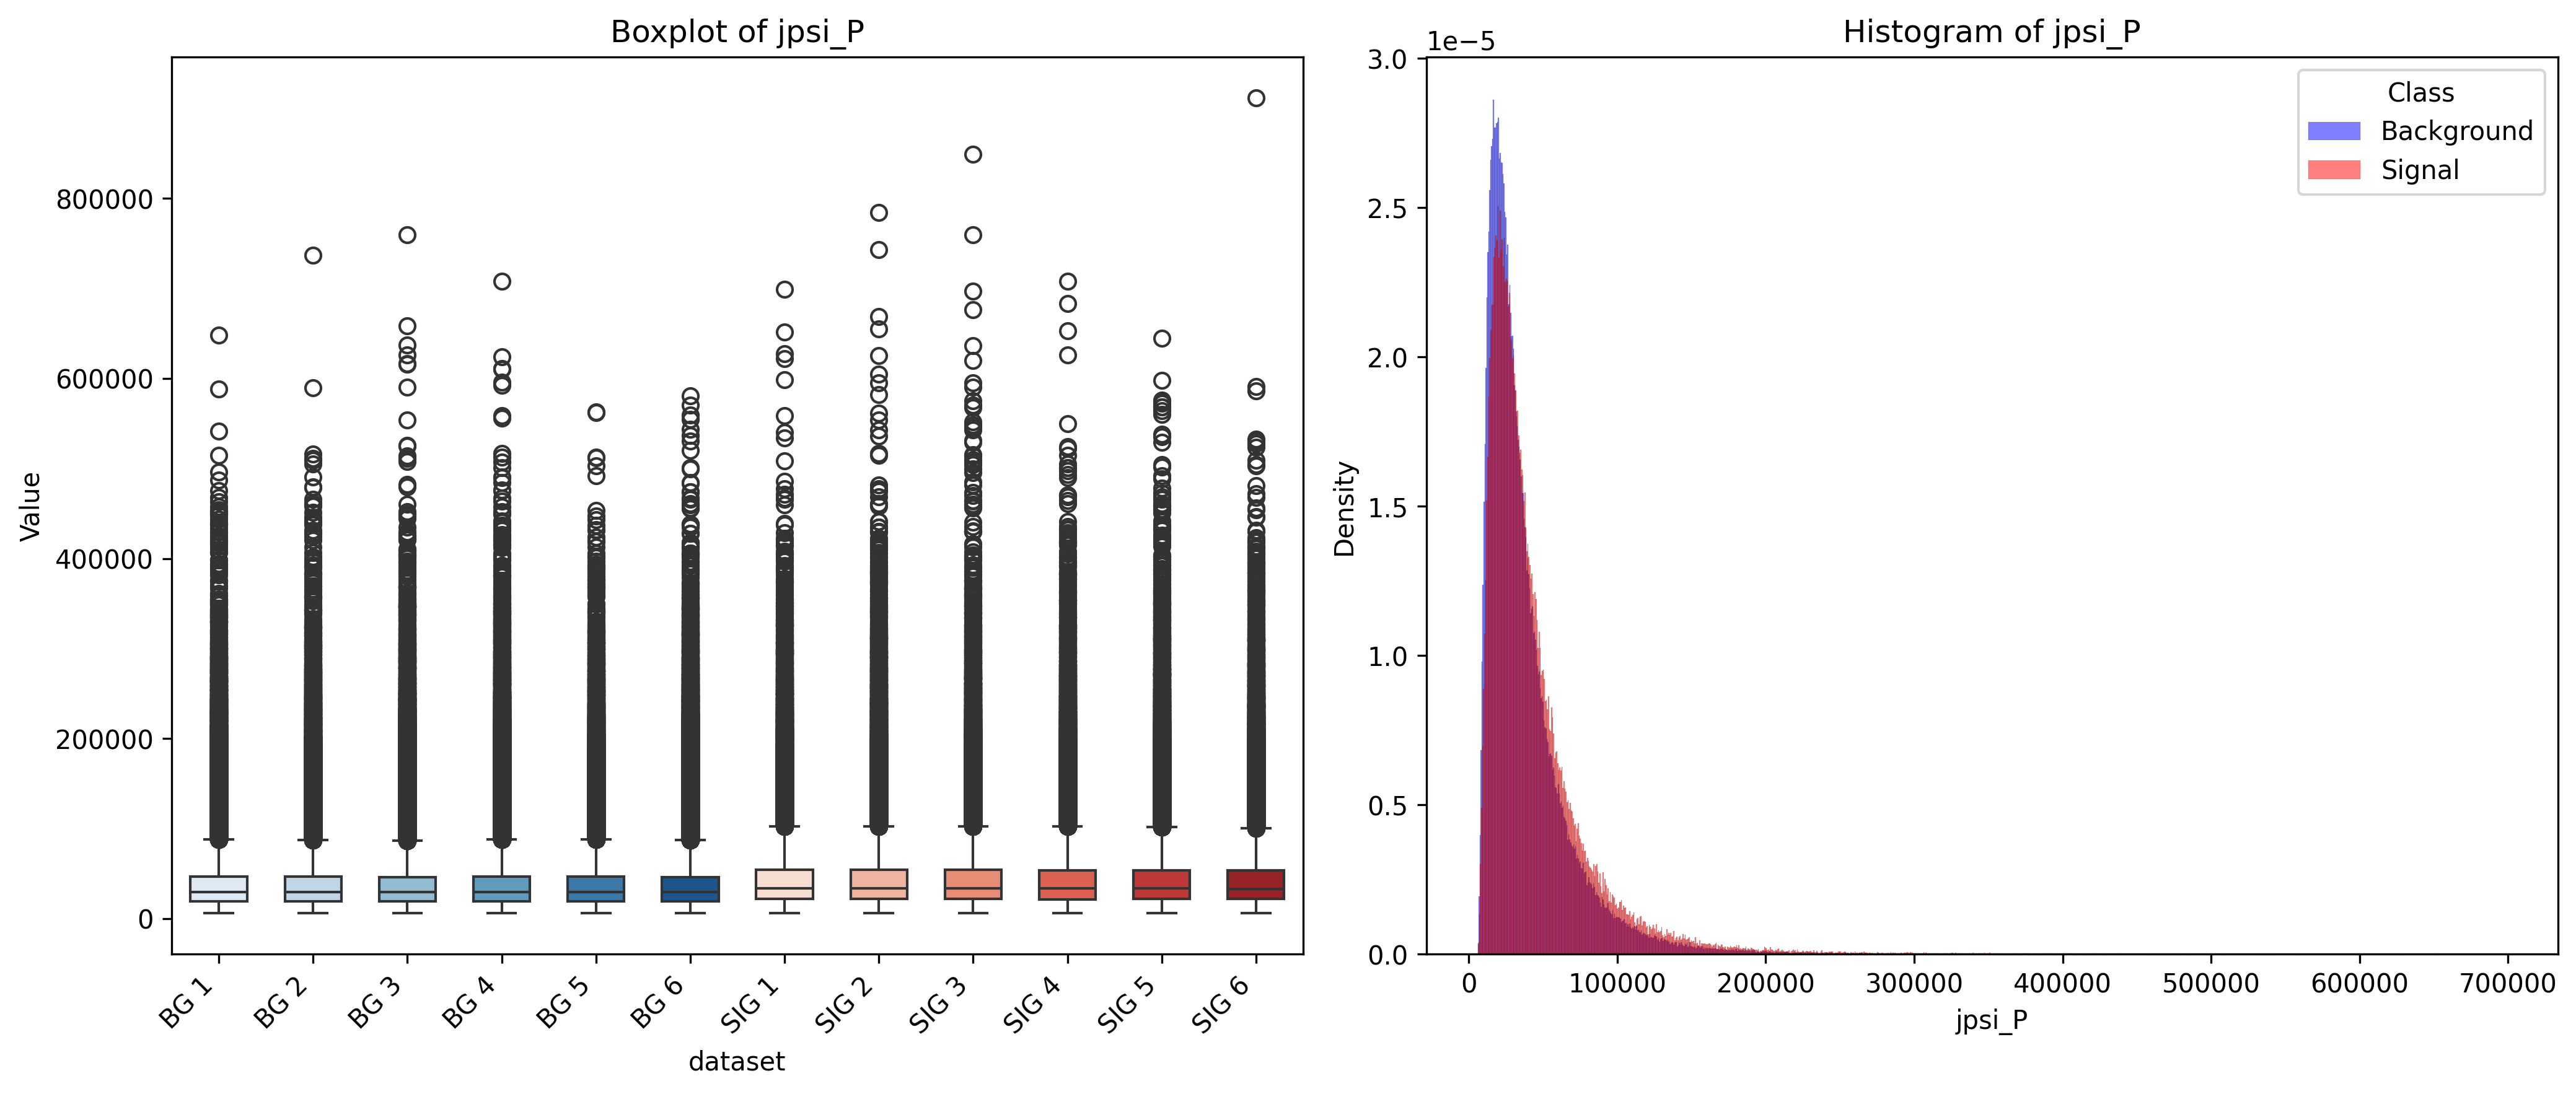 Boxplot of jpsi_P
Value
800000
600000
400000
200000
0
BG 1
BG 2
BG 3
BG 4
BG 5
BG 6
SIG 1
SIG 2
SIG 3
SIG 4
SIG 5
SIG 6
dataset
Histogram of jpsi_P
1e−5
Density
3.0
2.5
2.0
1.5
1.0
0.5
0.0
0
100000
200000
300000
400000
500000
600000
700000
jpsi_P
Class
Background
Signal